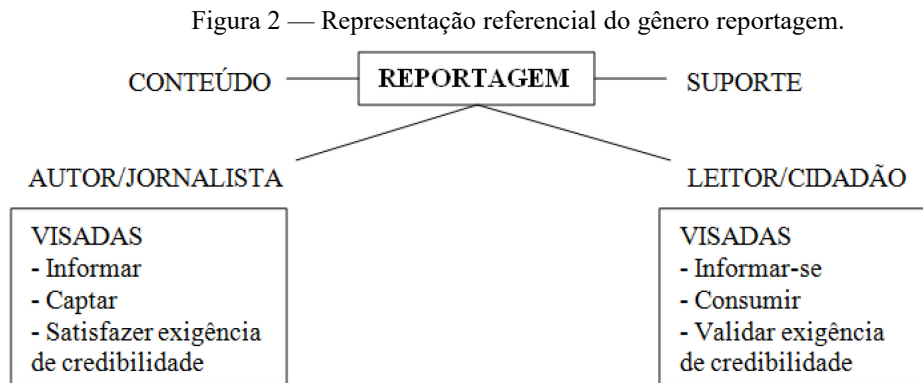 Figura 2 — Representação referencial do gênero reportagem.
CONTEÚDO
REPORTAGEM
SUPORTE
AUTOR/JORNALISTA
LEITOR/CIDADÃO
VISADAS
- Informar
- Captar
- Satisfazer exigência
de credibilidade
VISADAS
- Informar-se
- Consumir
- Validar exigência
de credibilidade